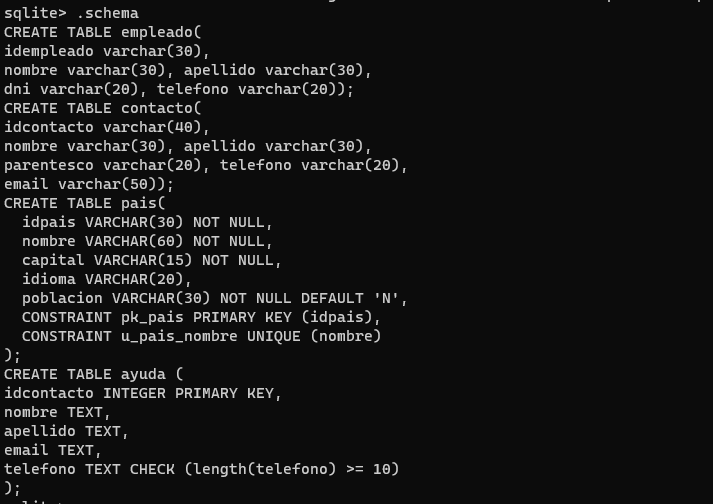 sqlite> .schema
CREATE TABLE empleado(
idempleado varchar(30),
nombre varchar(30), apellido varchar(30),
dni varchar(20), telefono varchar(20));
CREATE TABLE contacto(
idcontacto varchar(40),
nombre varchar(30), apellido varchar(30),
parentesco varchar(20), telefono varchar(20),
email varchar(50));
CREATE TABLE pais(
  idpais VARCHAR(30) NOT NULL,
  nombre VARCHAR(60) NOT NULL,
  capital VARCHAR(15) NOT NULL,
  idioma VARCHAR(20),
  poblacion VARCHAR(30) NOT NULL DEFAULT 'N',
  CONSTRAINT pk_pais PRIMARY KEY (idpais),
  CONSTRAINT u_pais_nombre UNIQUE (nombre)
);
CREATE TABLE ayuda (
idcontacto INTEGER PRIMARY KEY,
nombre TEXT,
apellido TEXT,
email TEXT,
telefono TEXT CHECK (length(telefono) >= 10)
);